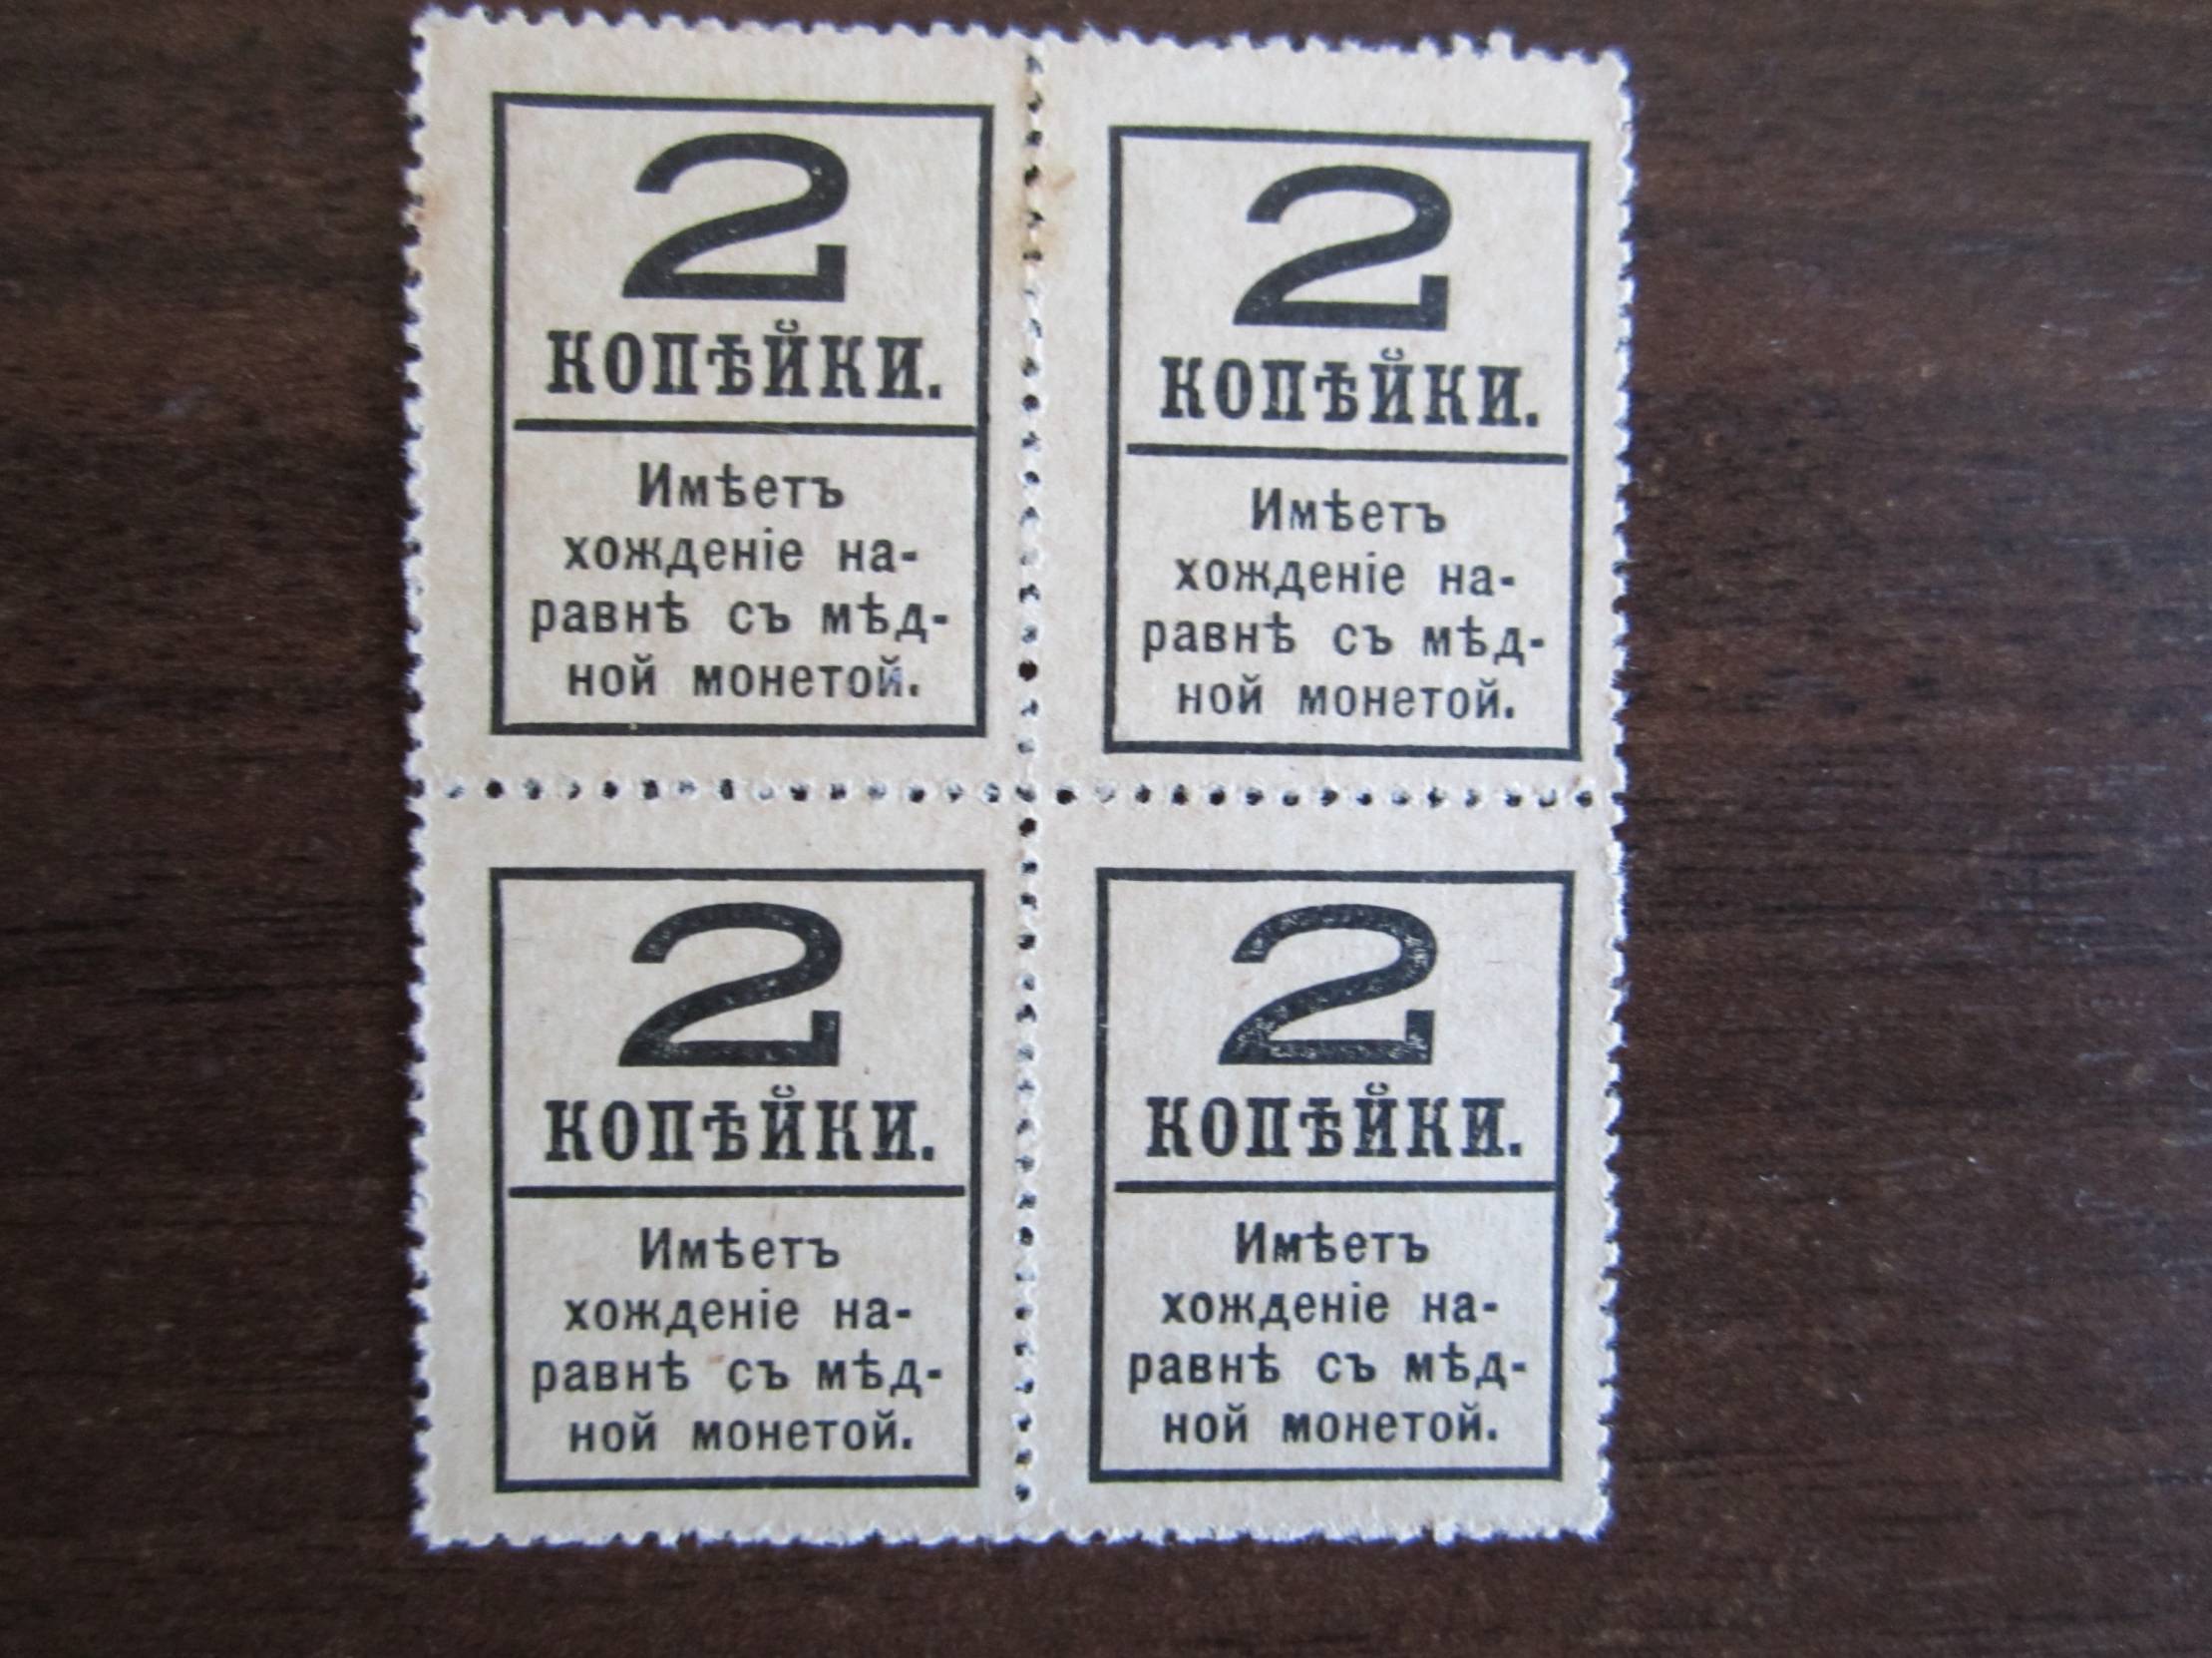 2
КОПѢЙКИ.
Имѣетъ
хожденіе на-
равнѣ съ мѣд-
ной монетой.
2
КОПѢЙКИ.
Имѣетъ
хожденіе на-
равнѣ съ мѣд-
ной монетой.
2
КОПѢЙКИ.
Имѣетъ
хожденіе на-
равнѣ съ мѣд-
ной монетой.
2
КОПѢЙКИ.
Имѣетъ
хожденіе на-
равнѣ съ мѣд-
ной монетой.